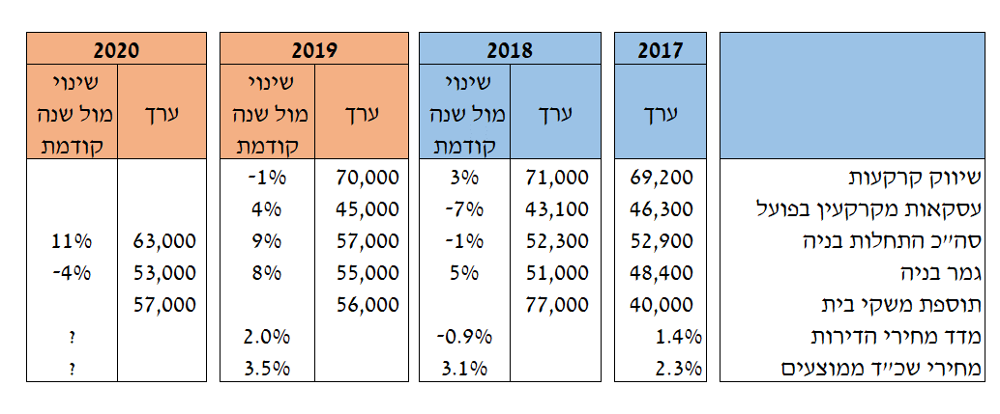 2017 2018 2019 2020
ערך ערך שינוי מול שנה קודמת ערך שינוי מול שנה קודמת ערך שינוי מול שנה קודמת
שיווק קרקעות 69,200 71,000 3% 70,000 -1%
עסקאות מקרקעין בפועל 46,300 43,100 -7% 45,000 4%
סה"כ התחלות בניה 52,900 52,300 -1% 57,000 9% 63,000 11%
גמר בניה 48,400 51,000 5% 55,000 8% 53,000 -4%
תוספת משקי בית 40,000 77,000 56,000 57,000
מדד מחירי הדירות 1.4% -0.9% 2.0% ?
מחירי שכ"ד ממוצעים 2.3% 3.1% 3.5% ?